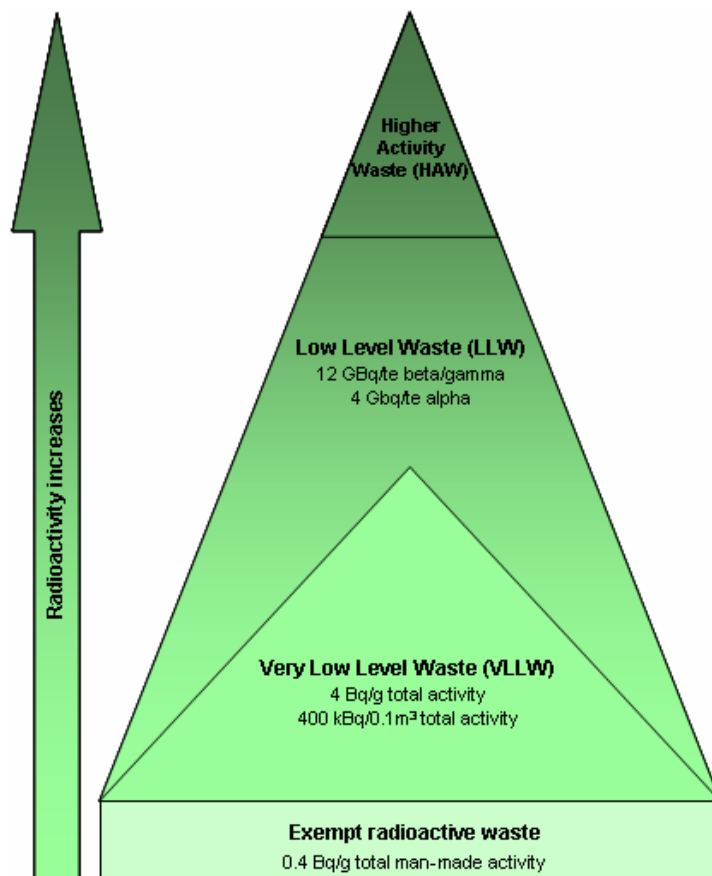 Higher
Activity
Waste (HAW)
Low Level Waste (LLW)
12 GBq/te beta/gamma
4 Gbq/te alpha
Radioactivity increases
Very Low Level Waste (VLLW)
4 Bq/g total activity
400 kBq/0.1m³ total activity
Exempt radioactive waste
0.4 Bq/g total man-made activity